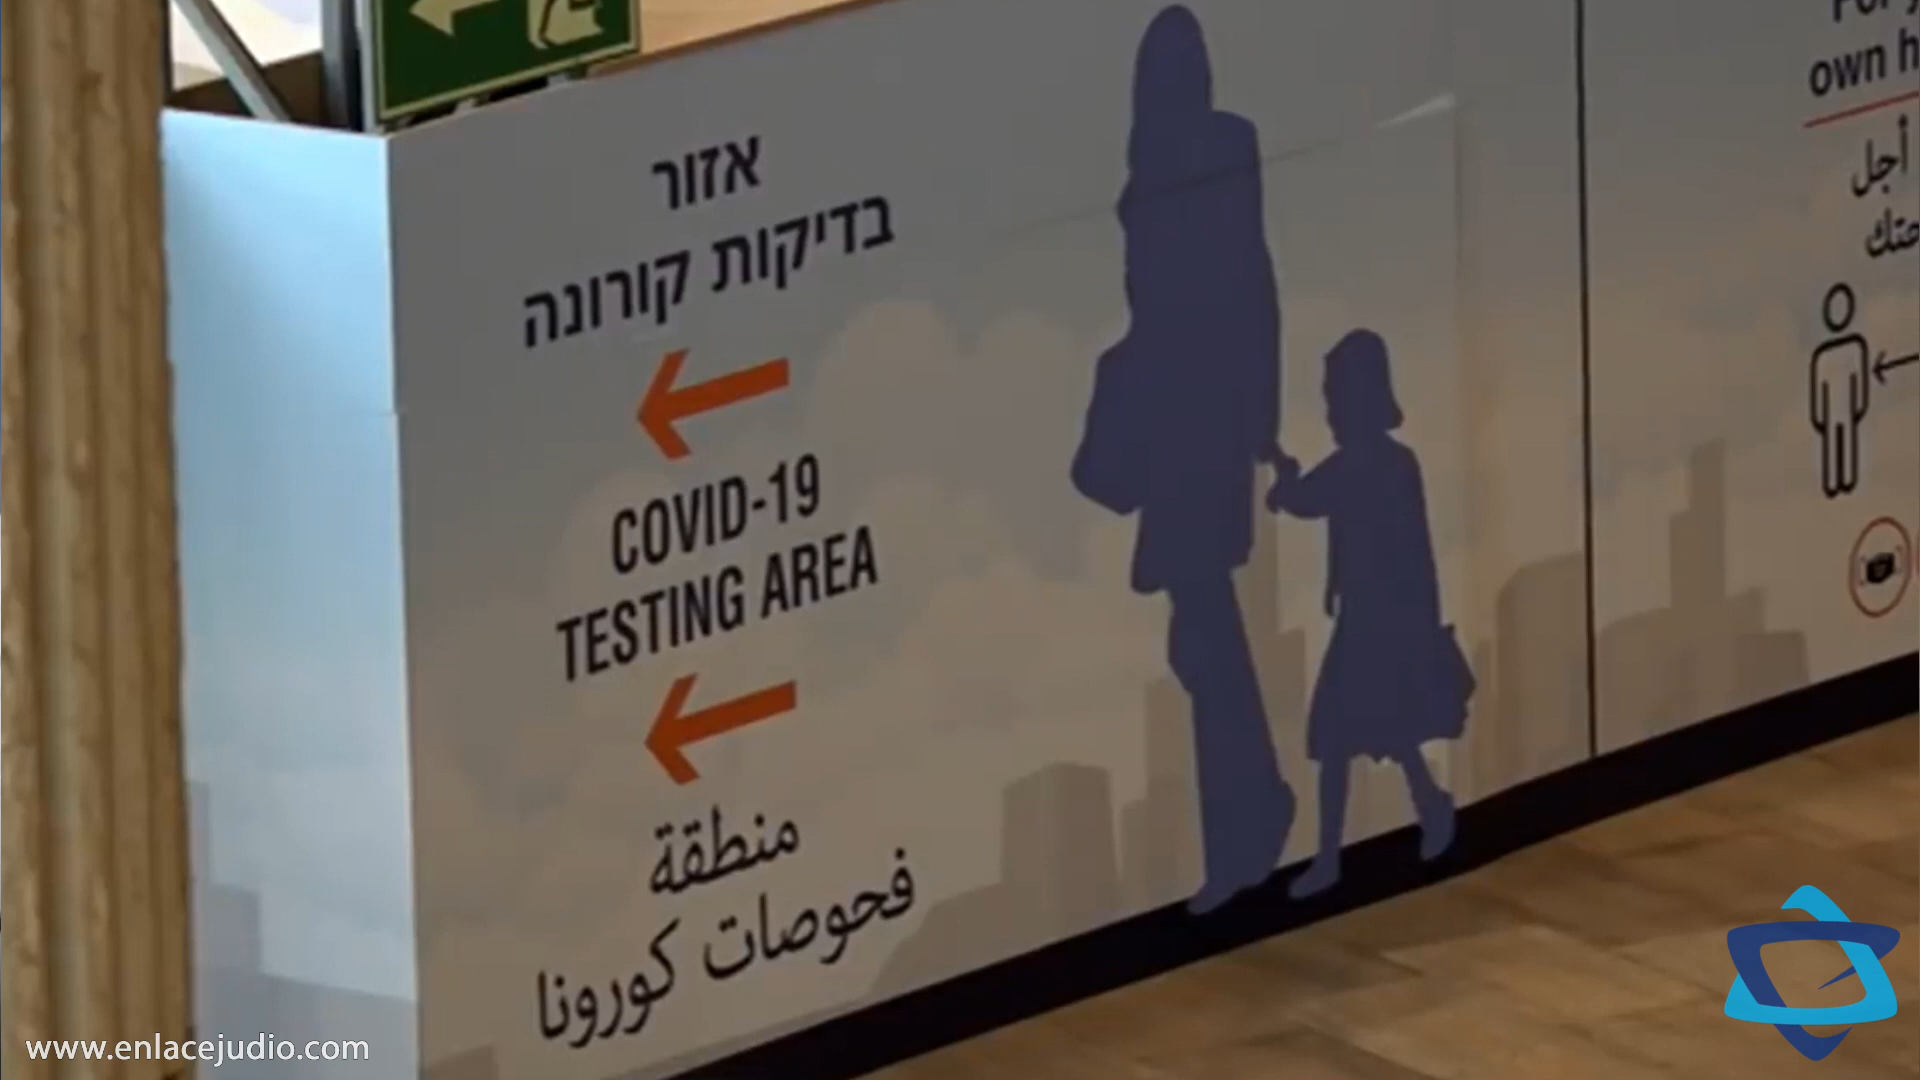 אזור
בדיקות קורונה
COVID-19
TESTING AREA
منطقة
فحوصات كورونا
own
أجل
www.enlacejudio.com